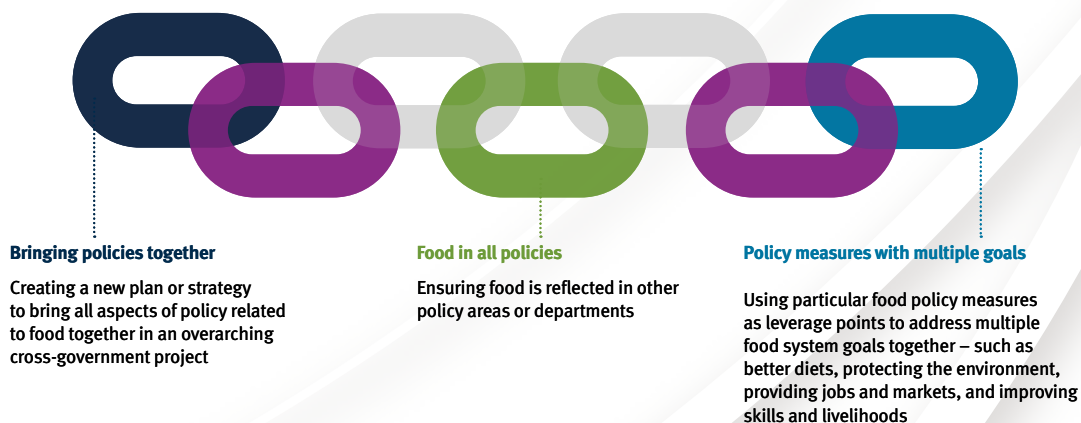 Bringing policies together
Creating a new plan or strategy
to bring all aspects of policy related
to food together in an overarching
cross-government project
Food in all policies
Ensuring food is reflected in other
policy areas or departments
Policy measures with multiple goals
Using particular food policy measures
as leverage points to address multiple
food system goals together – such as
better diets, protecting the environment,
providing jobs and markets, and improving
skills and livelihoods